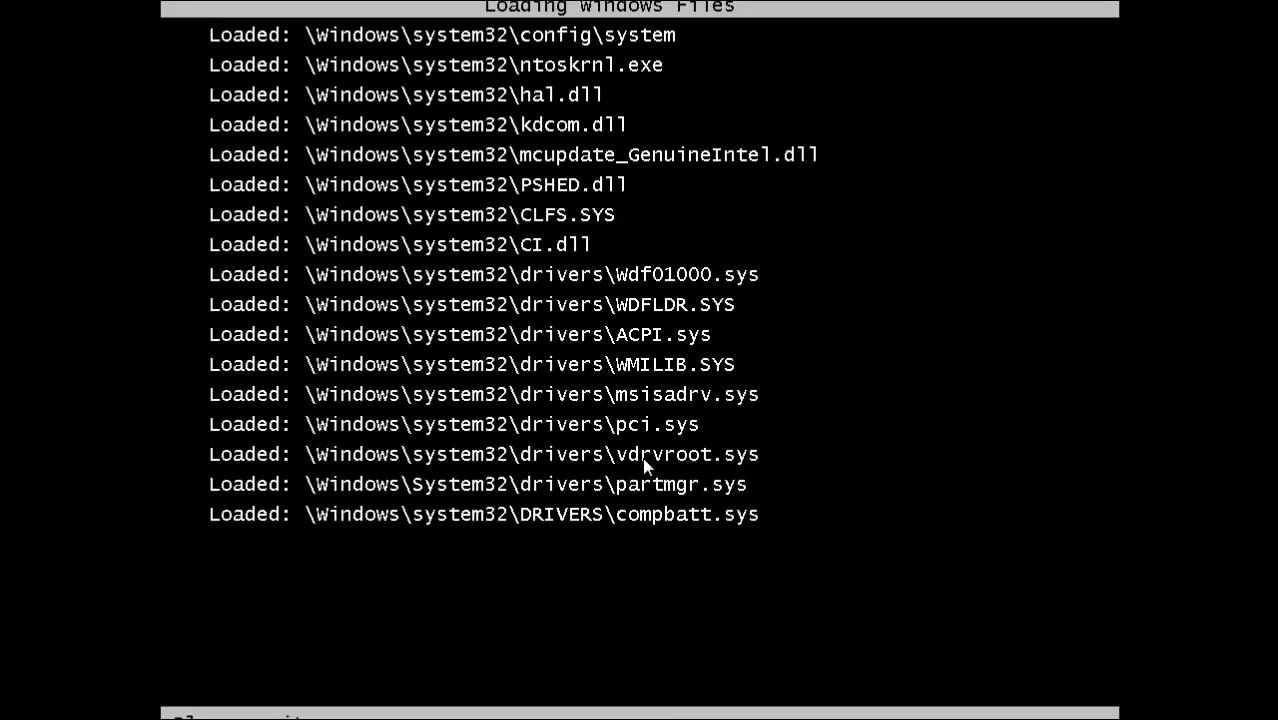 Loading Windows Files
Loaded: \Windows\system32\config\system
Loaded: \Windows\system32\ntoskrnl.exe
Loaded: \Windows\system32\hal.dll
Loaded: \Windows\system32\kdcom.dll
Loaded: \Windows\system32\mcupdate_GenuineIntel.dll
Loaded: \Windows\system32\PSHED.dll
Loaded: \Windows\system32\CLFS.SYS
Loaded: \Windows\system32\CI.dll
Loaded: \Windows\system32\drivers\Wdf01000.sys
Loaded: \Windows\system32\drivers\WDFLDR.SYS
Loaded: \Windows\system32\drivers\ACPI.sys
Loaded: \Windows\system32\drivers\WMILIB.SYS
Loaded: \Windows\system32\drivers\msisadrv.sys
Loaded: \Windows\system32\drivers\pci.sys
Loaded: \Windows\system32\drivers\vdrvroot.sys
Loaded: \Windows\System32\drivers\partmgr.sys
Loaded: \Windows\system32\DRIVERS\compbatt.sys